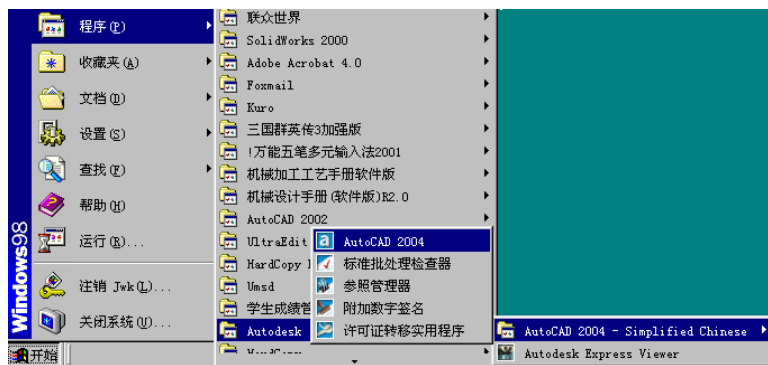 程序(P)
收藏夹(A)
文档(D)
设置(S)
查找(F)
帮助(H)
运行(R)...
注销 Jwk(L)...
关闭系统(U)...
Windows98
开始
联众世界
SolidWorks 2000
Adobe Acrobat 4.0
Foxmail
Kuro
三国群英传3加强版
!万能五笔多元输入法2001
机械加工工艺手册软件版
机械设计手册(软件版)R2.0
AutoCAD 2002
UltraEdit
HardCopy
Umsd
学生成绩管
Autodesk
AutoCAD 2004
标准批处理检查器
参照管理器
附加数字签名
许可证转移实用程序
AutoCAD 2004 - Simplified Chinese
Autodesk Express Viewer